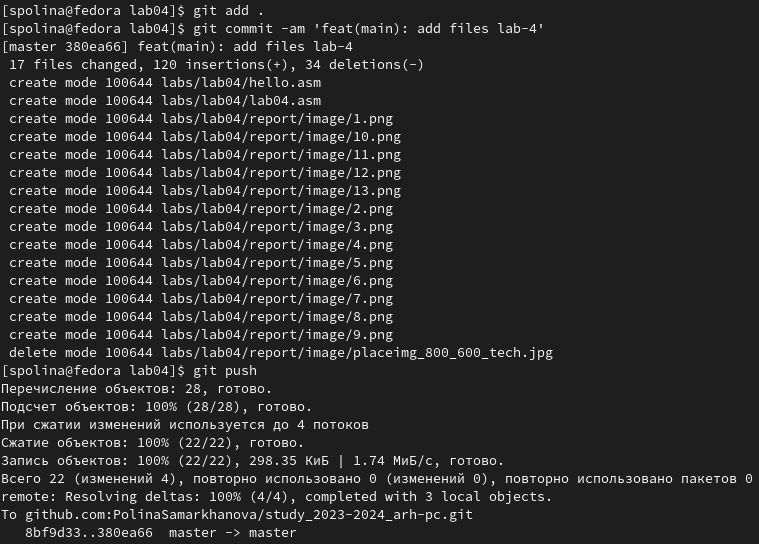 [spolina@fedora lab04]$ git add .
[spolina@fedora lab04]$ git commit -am 'feat(main): add files lab-4'
[master 380ea66] feat(main): add files lab-4
 17 files changed, 120 insertions(+), 34 deletions(-)
 create mode 100644 labs/lab04/hello.asm
 create mode 100644 labs/lab04/lab04.asm
 create mode 100644 labs/lab04/report/image/1.png
 create mode 100644 labs/lab04/report/image/10.png
 create mode 100644 labs/lab04/report/image/11.png
 create mode 100644 labs/lab04/report/image/12.png
 create mode 100644 labs/lab04/report/image/13.png
 create mode 100644 labs/lab04/report/image/2.png
 create mode 100644 labs/lab04/report/image/3.png
 create mode 100644 labs/lab04/report/image/4.png
 create mode 100644 labs/lab04/report/image/5.png
 create mode 100644 labs/lab04/report/image/6.png
 create mode 100644 labs/lab04/report/image/7.png
 create mode 100644 labs/lab04/report/image/8.png
 create mode 100644 labs/lab04/report/image/9.png
 delete mode 100644 labs/lab04/report/image/placeimg_800_600_tech.jpg
[spolina@fedora lab04]$ git push
Перечисление объектов: 28, готово.
Подсчет объектов: 100% (28/28), готово.
При сжатии изменений используется до 4 потоков
Сжатие объектов: 100% (22/22), готово.
Запись объектов: 100% (22/22), 298.35 КиБ | 1.74 МиБ/с, готово.
Всего 22 (изменений 4), повторно использовано 0 (изменений 0), повторно использовано пакетов 0
remote: Resolving deltas: 100% (4/4), completed with 3 local objects.
To github.com:PolinaSamarkhanova/study_2023-2024_arh-pc.git
   8bf9d33..380ea66  master -> master